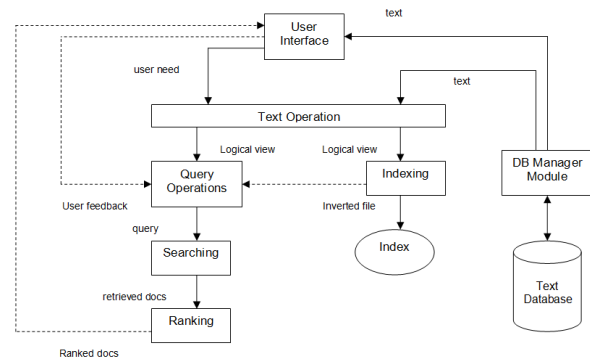 text
User
Interface
user need
text
Text Operation
Logical view
Logical view
Query
Operations
Indexing
DB Manager
Module
User feedback
Inverted file
query
Searching
Index
retrieved docs
Text
Database
Ranking
Ranked docs